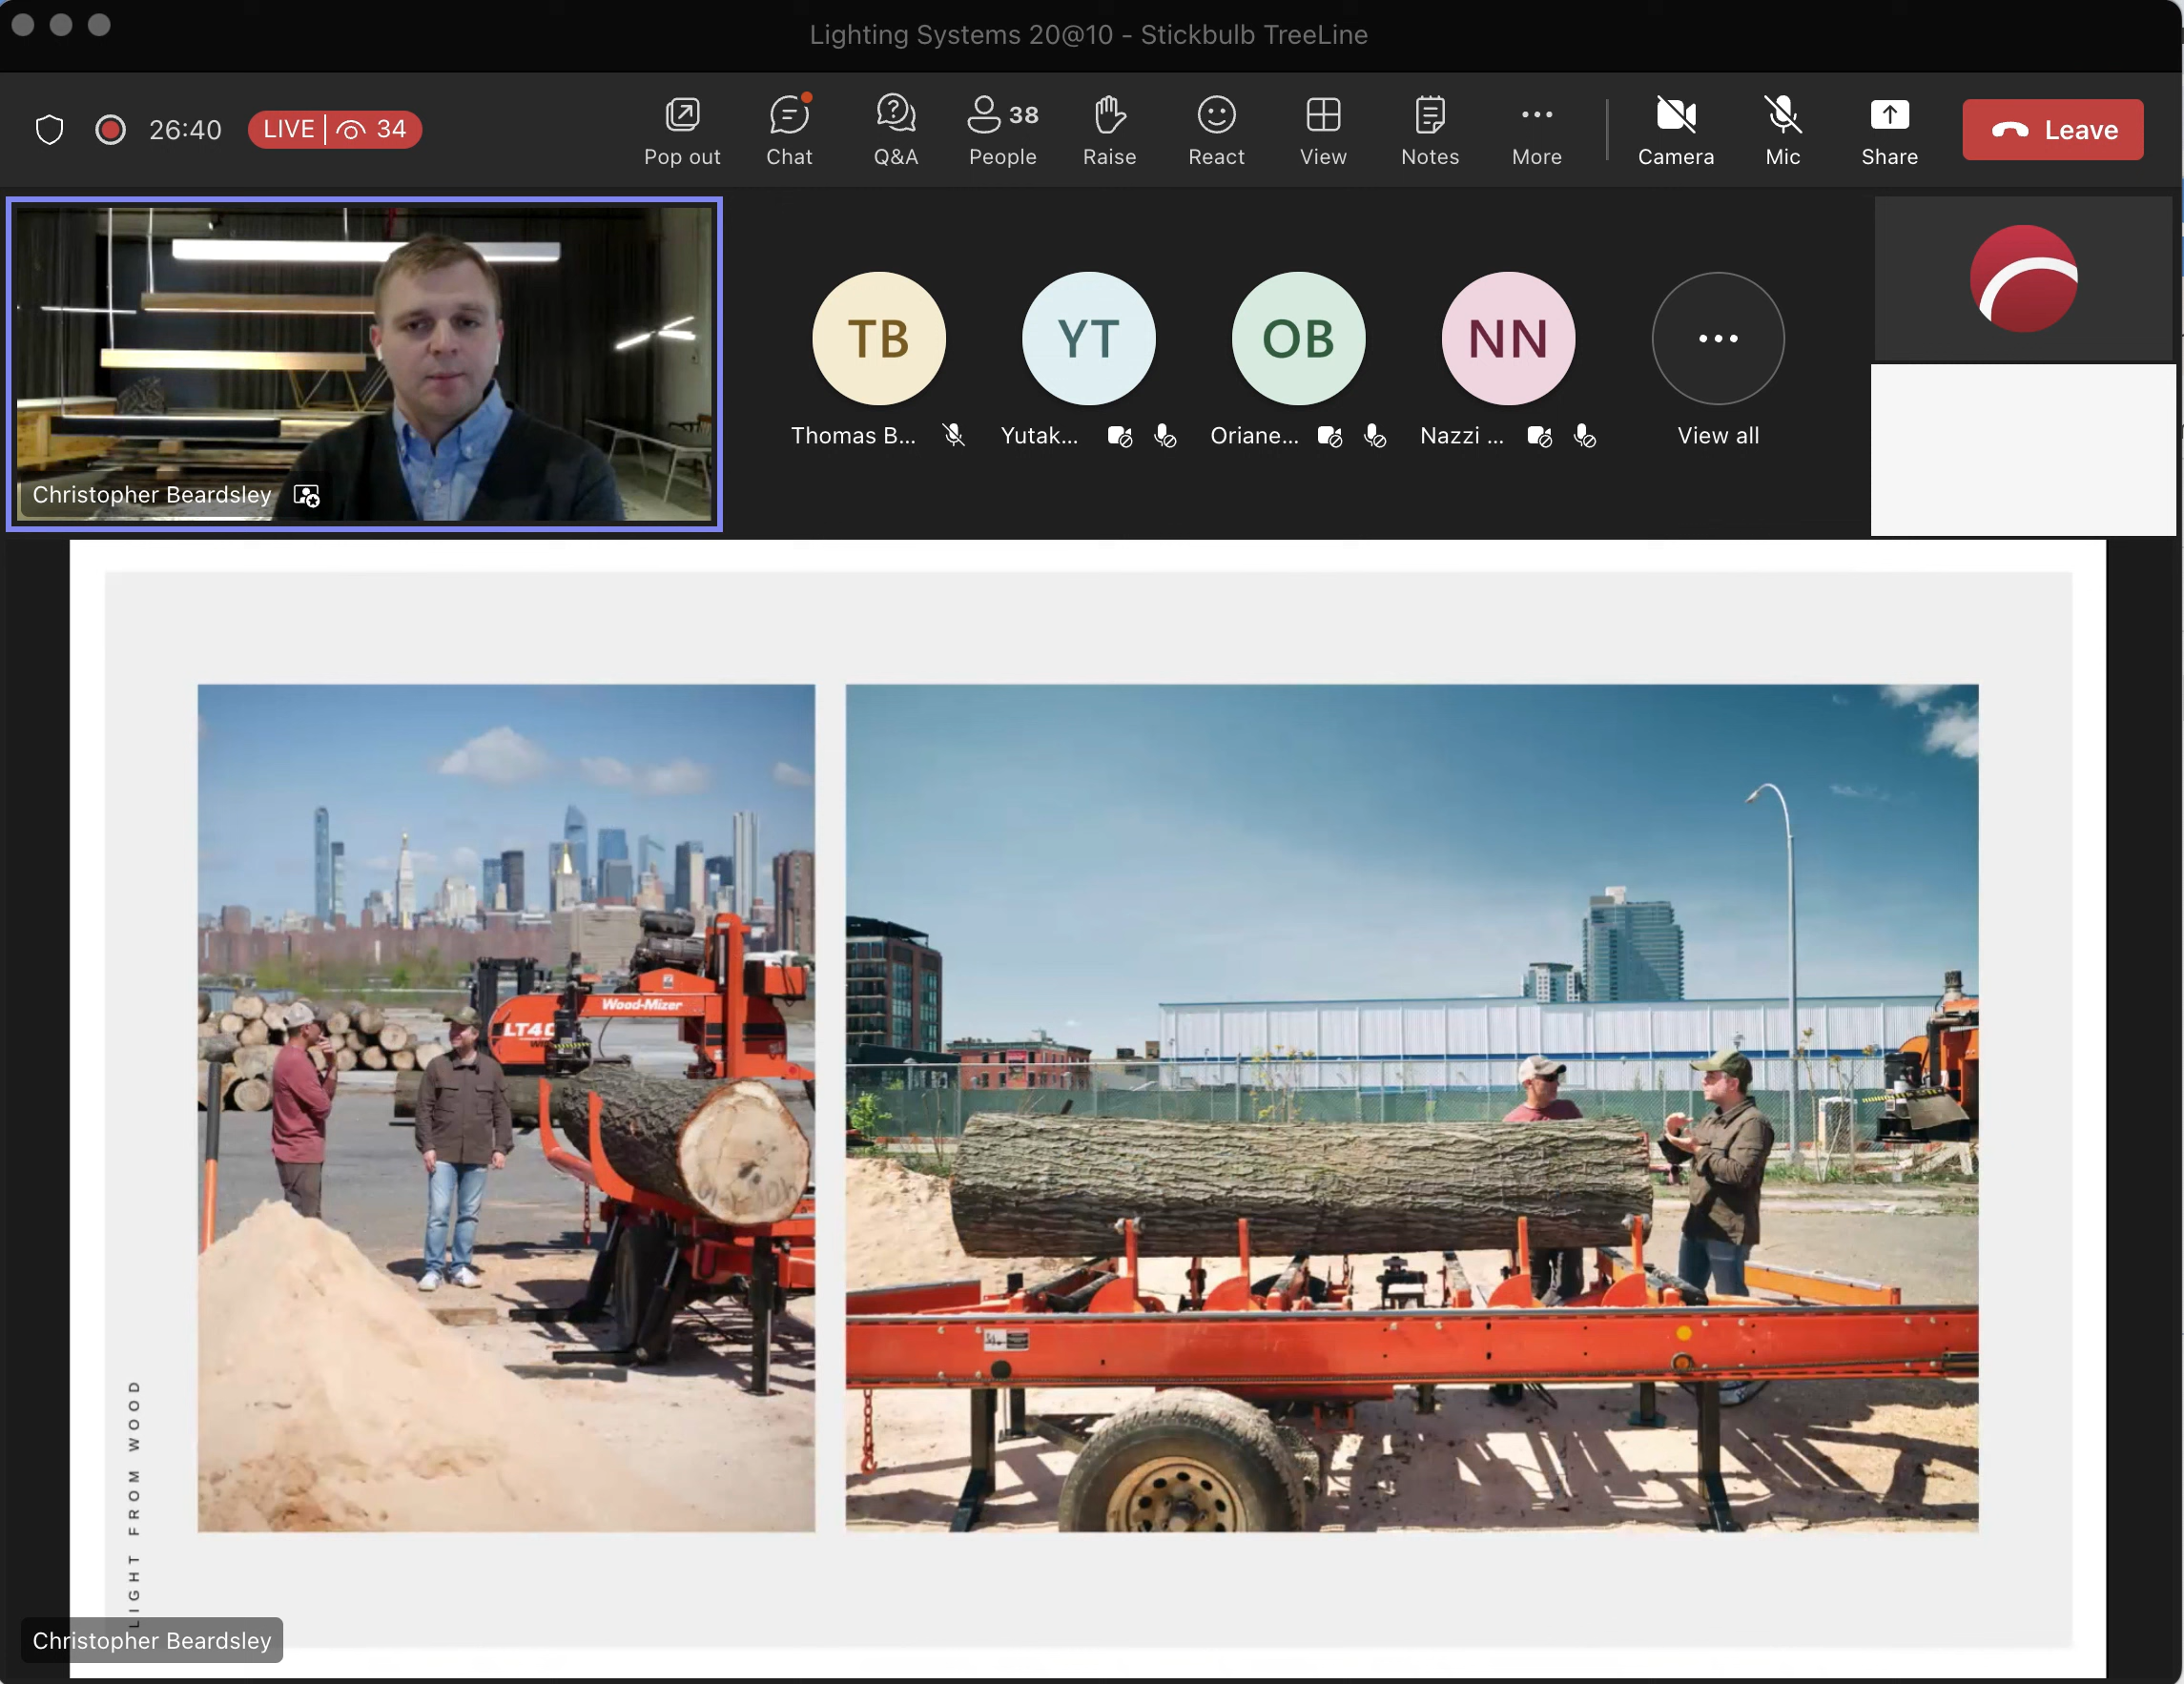 Lighting Systems 20@10 - Stickbulb TreeLine
26:40
LIVE
34
Pop out
Chat
Q&A
People
38
Raise
React
View
Notes
More
Camera
Mic
Share
Leave
Christopher Beardsley
TB
YT
OB
NN
Thomas B...
Yutak...
Oriane...
Nazzi ...
View all
Wood-Mizer
LT40
LIGHT FROM WOOD
Christopher Beardsley